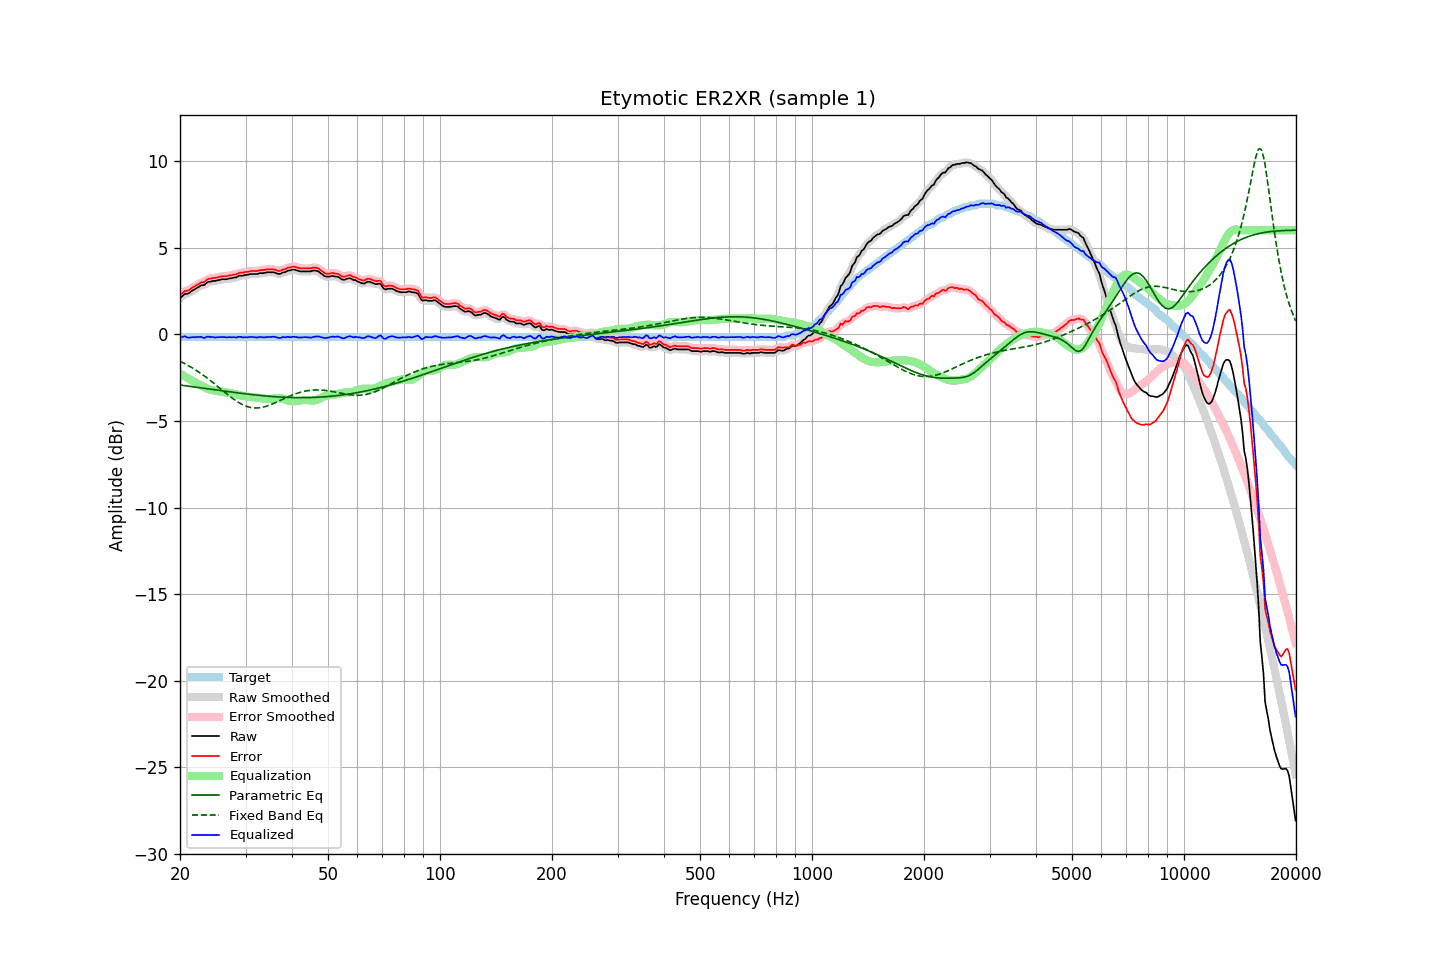 Etymotic ER2XR (sample 1)
Amplitude (dBr)
10
5
0
−5
−10
−15
−20
−25
−30
Target
Raw Smoothed
Error Smoothed
Raw
Error
Equalization
Parametric Eq
Fixed Band Eq
Equalized
20 50 100 200 500 1000 2000 5000 10000 20000
Frequency (Hz)